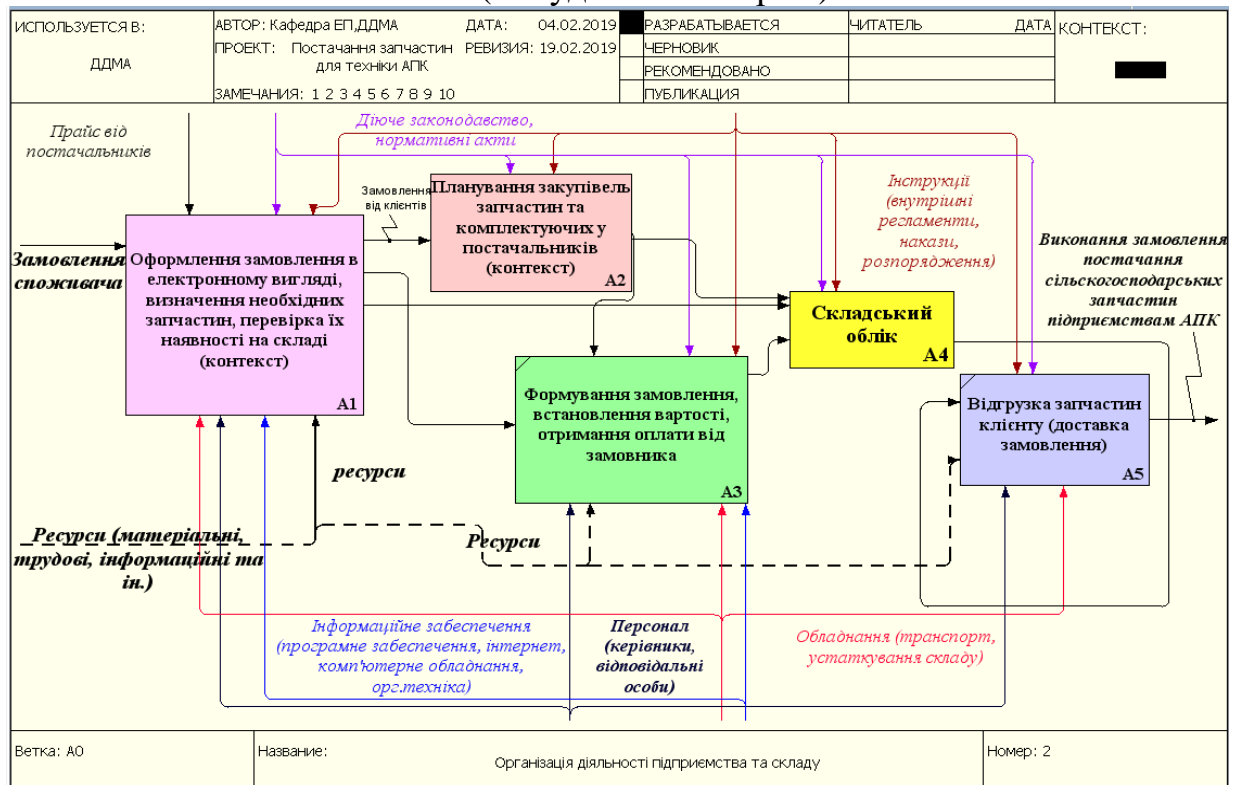 ИСПОЛЬЗУЕТСЯ В:
ДДМА
АВТОР: Кафедра ЕП,ДДМА
ДАТА: 04.02.2019
ПРОЕКТ: Постачання запчастин
для техніки АПК
РЕВИЗИЯ: 19.02.2019
ЗАМЕЧАНИЯ: 1 2 3 4 5 6 7 8 9 10
РАЗРАБАТЫВАЕТСЯ
ЧЕРНОВИК
РЕКОМЕНДОВАНО
ПУБЛИКАЦИЯ
ЧИТАТЕЛЬ
ДАТА
КОНТЕКСТ:
Прайс від
постачальників
Діюче законодавство,
нормативні акти
Замовлення
від клієнтів
Планування закупівель
запчастин та
комплектуючих у
постачальників
(контекст)
A2
Інструкції
(внутрішні
регламенти,
накази,
розпорядження)
Виконання замовлення
постачання
сільскогосподарських
запчастин
підприємствам АПК
Замовлення
споживача
Оформлення замовлення в
електронному вигляді,
визначення необхідних
запчастин, перевірка їх
наявності на складі
(контекст)
A1
Складський
облік
A4
Формування замовлення,
встановлення вартості,
отримання оплати від
замовника
A3
Відгрузка запчастин
клієнту (доставка
замовлення)
A5
ресурси
Ресурси (матеріальні,
трудові, інформаційні та
ін.)
Ресурси
Інформаційне забеспечення
(програмне забеспечення, інтернет,
комп'ютерне обладнання,
орг.техніка)
Персонал
(керівники,
відповідальні
особи)
Обладнання (транспорт,
устаткування складу)
Ветка: A0
Название:
Організація діяльності підприємства та складу
Номер: 2